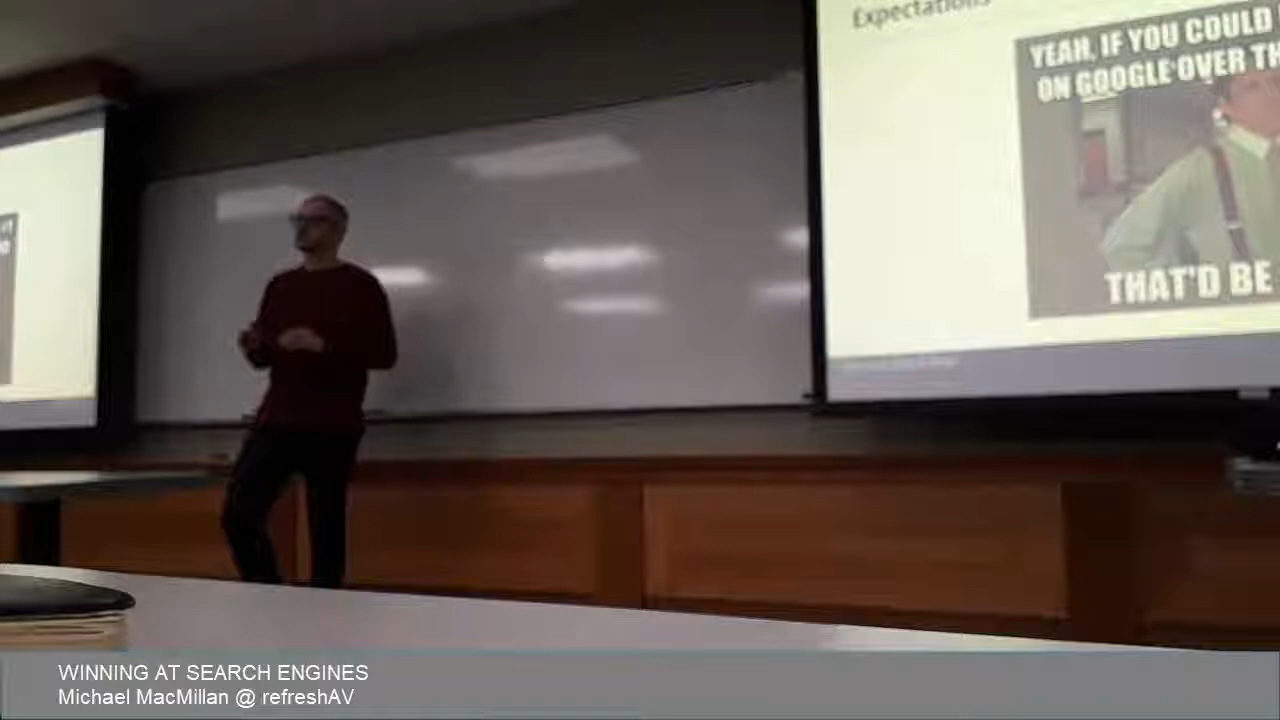 Expectations
YEAH, IF YOU COULD
ON GOOGLE OVER TH
THAT'D BE
WINNING AT SEARCH ENGINES
Michael MacMillan @ refreshAV